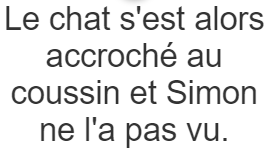 Le chat s'est alors
accroché au
coussin et Simon
ne l'a pas vu.